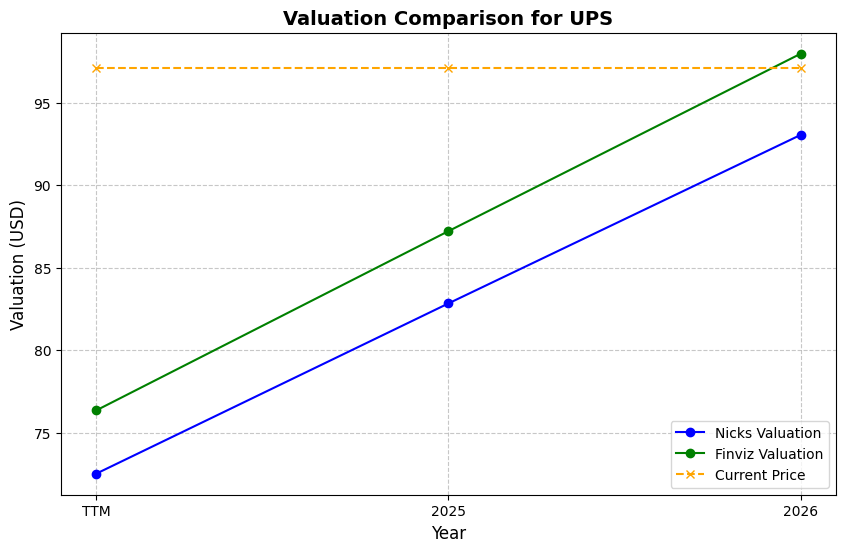 Valuation Comparison for UPS
Valuation (USD)
95
90
85
80
75
TTM
2025
2026
Year
Nicks Valuation
Finviz Valuation
Current Price